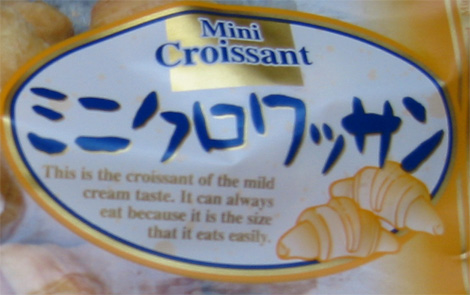 Mini
Croissant
ミニクロワッサン
This is the croissant of the mild
cream taste. It can always
eat because it is the size
that it eats easily.